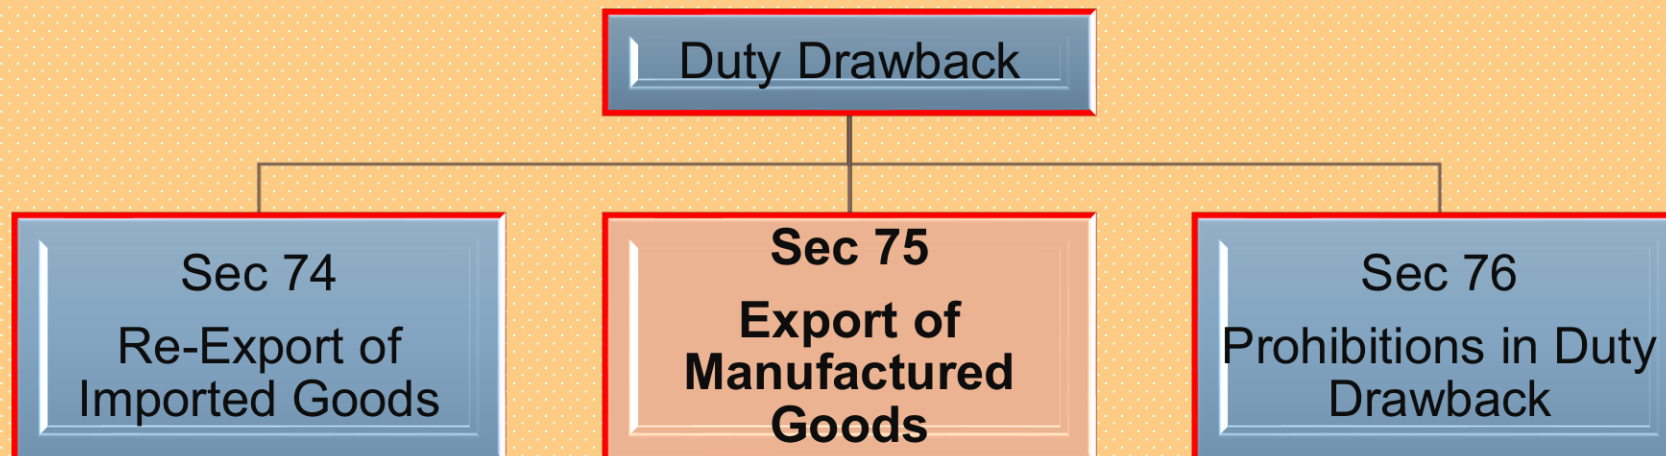 Duty Drawback
Sec 74
Re-Export of
Imported Goods
Sec 75
Export of
Manufactured
Goods
Sec 76
Prohibitions in Duty
Drawback